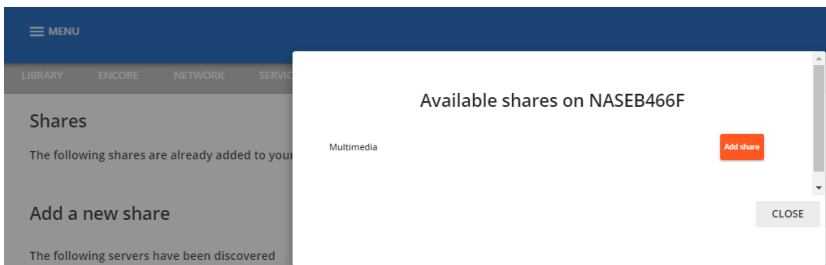 MENU
LIBRARY ENCORE NETWORK
Shares
The following shares are already added to your
Add a new share
The following servers have been discovered
Available shares on NASEB466F
Multimedia Add share
CLOSE